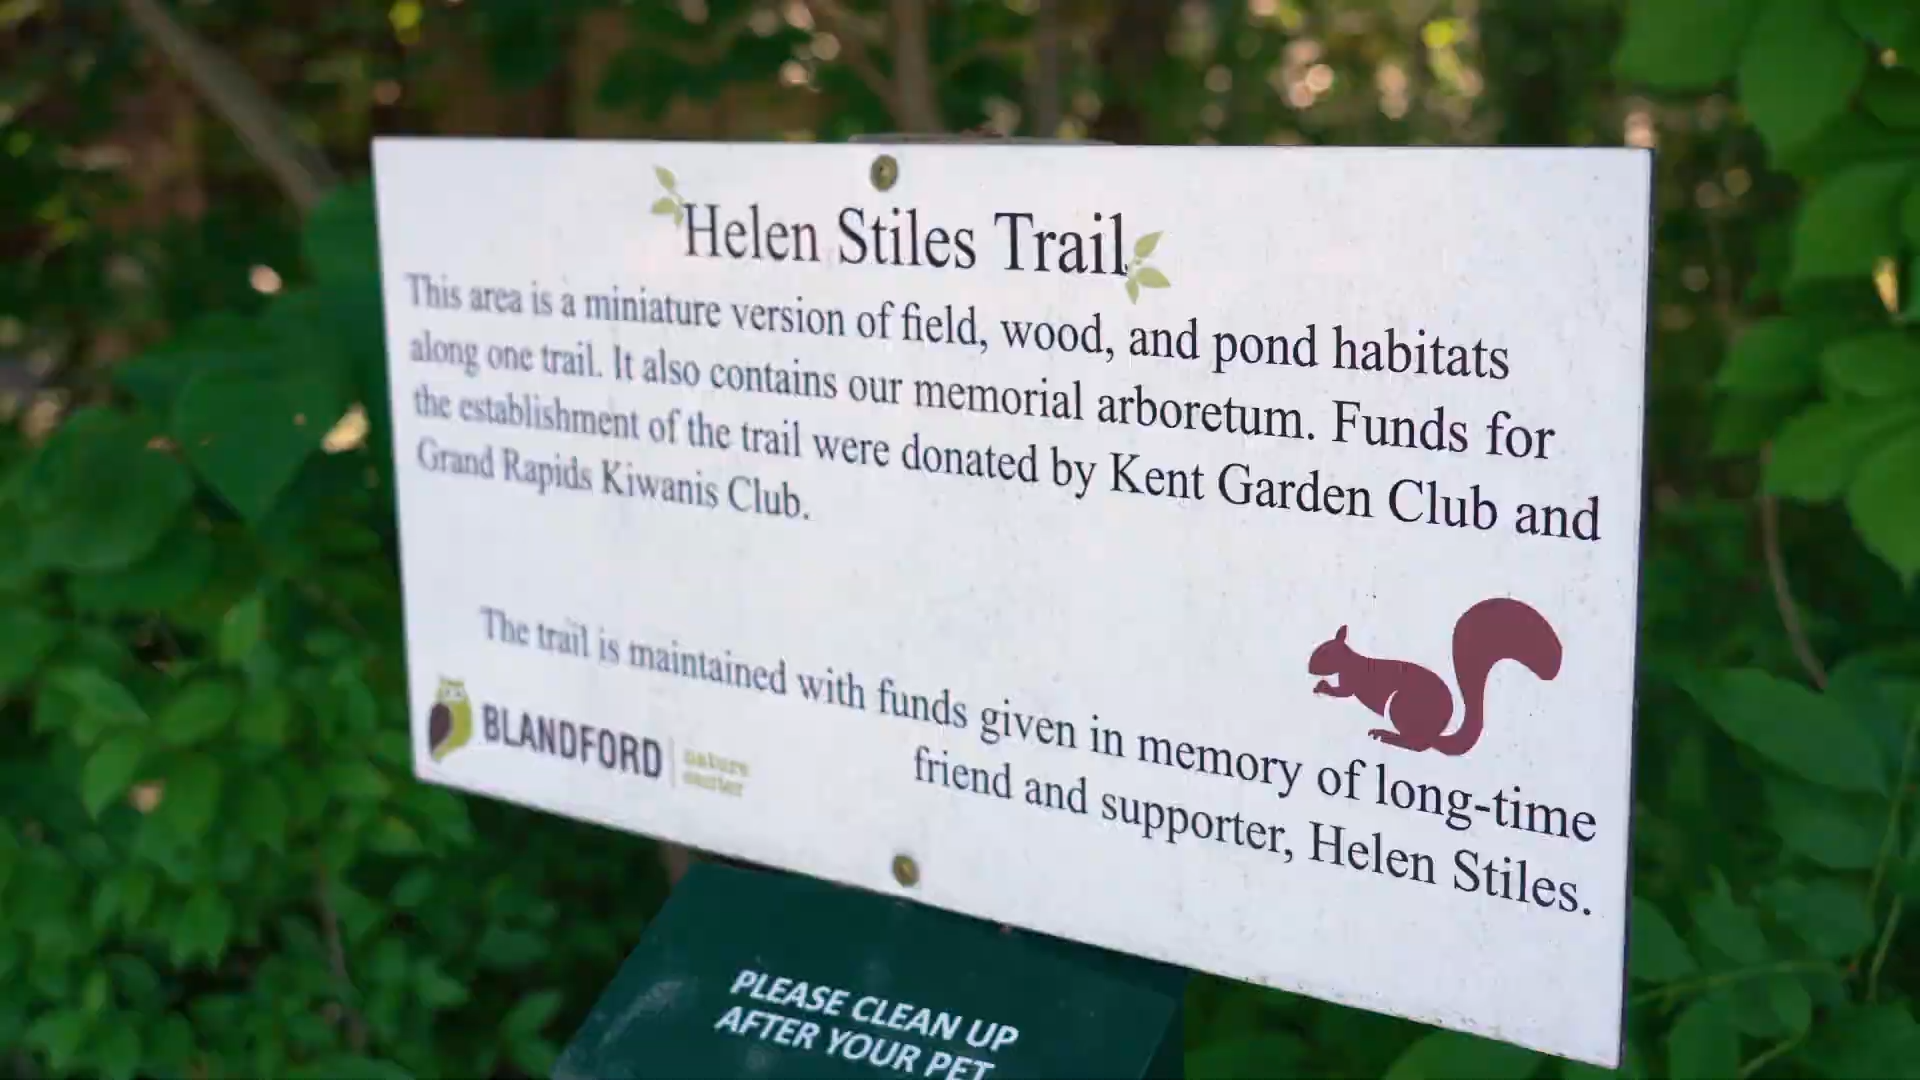 Helen Stiles Trail
This area is a miniature version of field, wood, and pond habitats
along one trail. It also contains our memorial arboretum. Funds for
the establishment of the trail were donated by Kent Garden Club and
Grand Rapids Kiwanis Club.
The trail is maintained with funds given in memory of long-time
friend and supporter, Helen Stiles.
BLANDFORD
nature
center
PLEASE CLEAN UP
AFTER YOUR PET